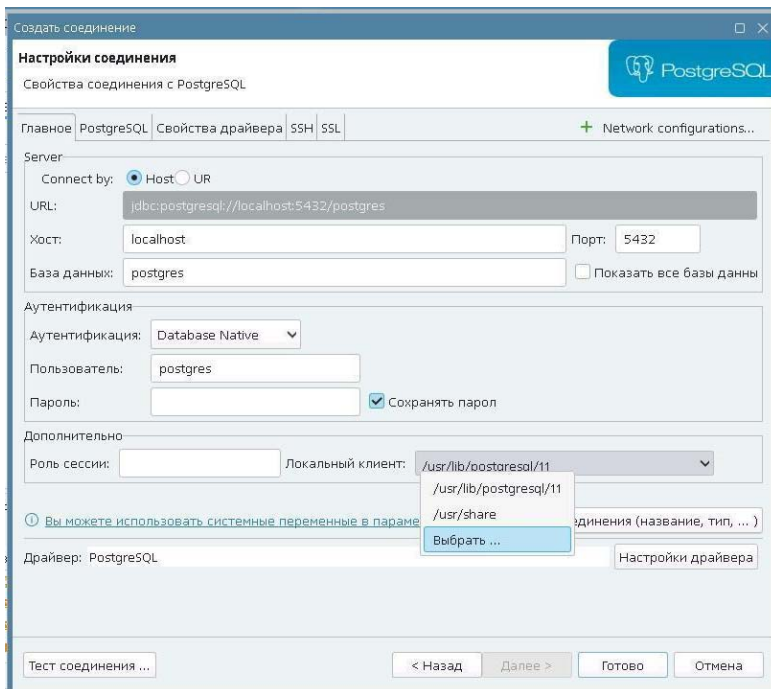 Создать соединение
Настройки соединения
Свойства соединения с PostgreSQL
PostgreSQL
Главное PostgreSQL Свойства драйвера SSH SSL + Network configurations...
Server
Connect by: Host UR
URL: jdbc:postgresql://localhost:5432/postgres
Хост: localhost Порт: 5432
База данных: postgres Показать все базы данны
Аутентификация
Аутентификация: Database Native
Пользователь: postgres
Пароль: Сохранять парол
Дополнительно
Роль сессии: Локальный клиент: /usr/lib/postgresql/11
/usr/lib/postgresql/11
/usr/share
Выбрать ...
Вы можете использовать системные переменные в параме единения (название, тип, ... )
Драйвер: PostgreSQL Настройки драйвера
Тест соединения ... < Назад Далее > Готово Отмена